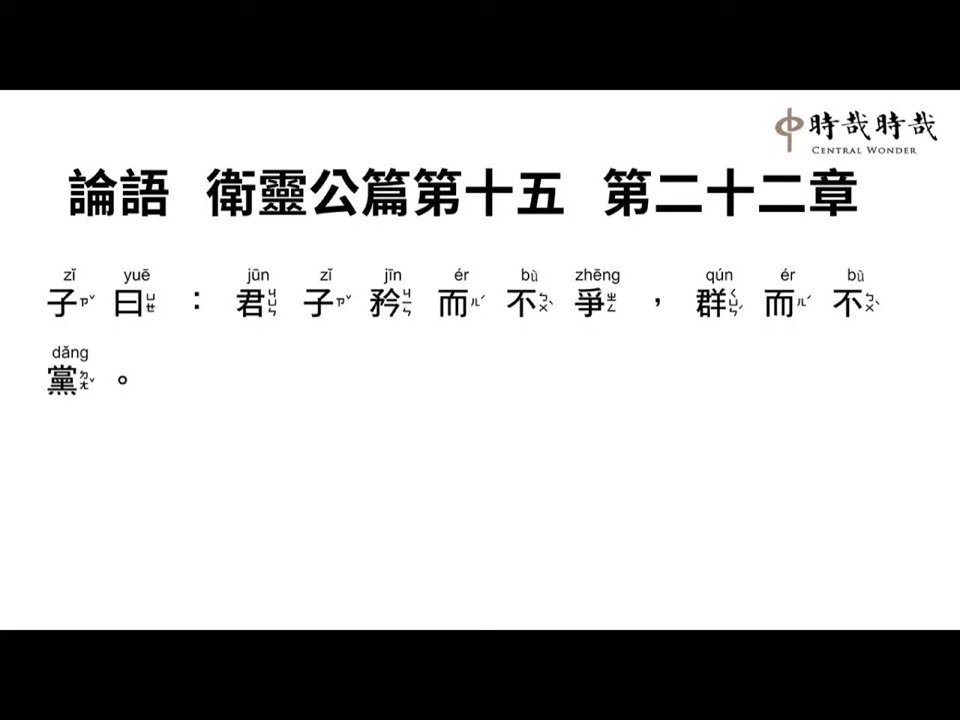 中時哉時哉
CENTRAL WONDER
論語 衛靈公篇第十五 第二十二章
zǐ yuē jūn zǐ jīn ér bù zhēng qún ér bù
子ㄗˇ曰ㄩㄝ：君ㄐㄩㄣ子ㄗˇ矜ㄐㄧㄣ而ㄦˊ不ㄅㄨˋ爭ㄓㄥ，群ㄑㄩㄣˊ而ㄦˊ不ㄅㄨˋ
dǎng
黨ㄉㄤˇ。